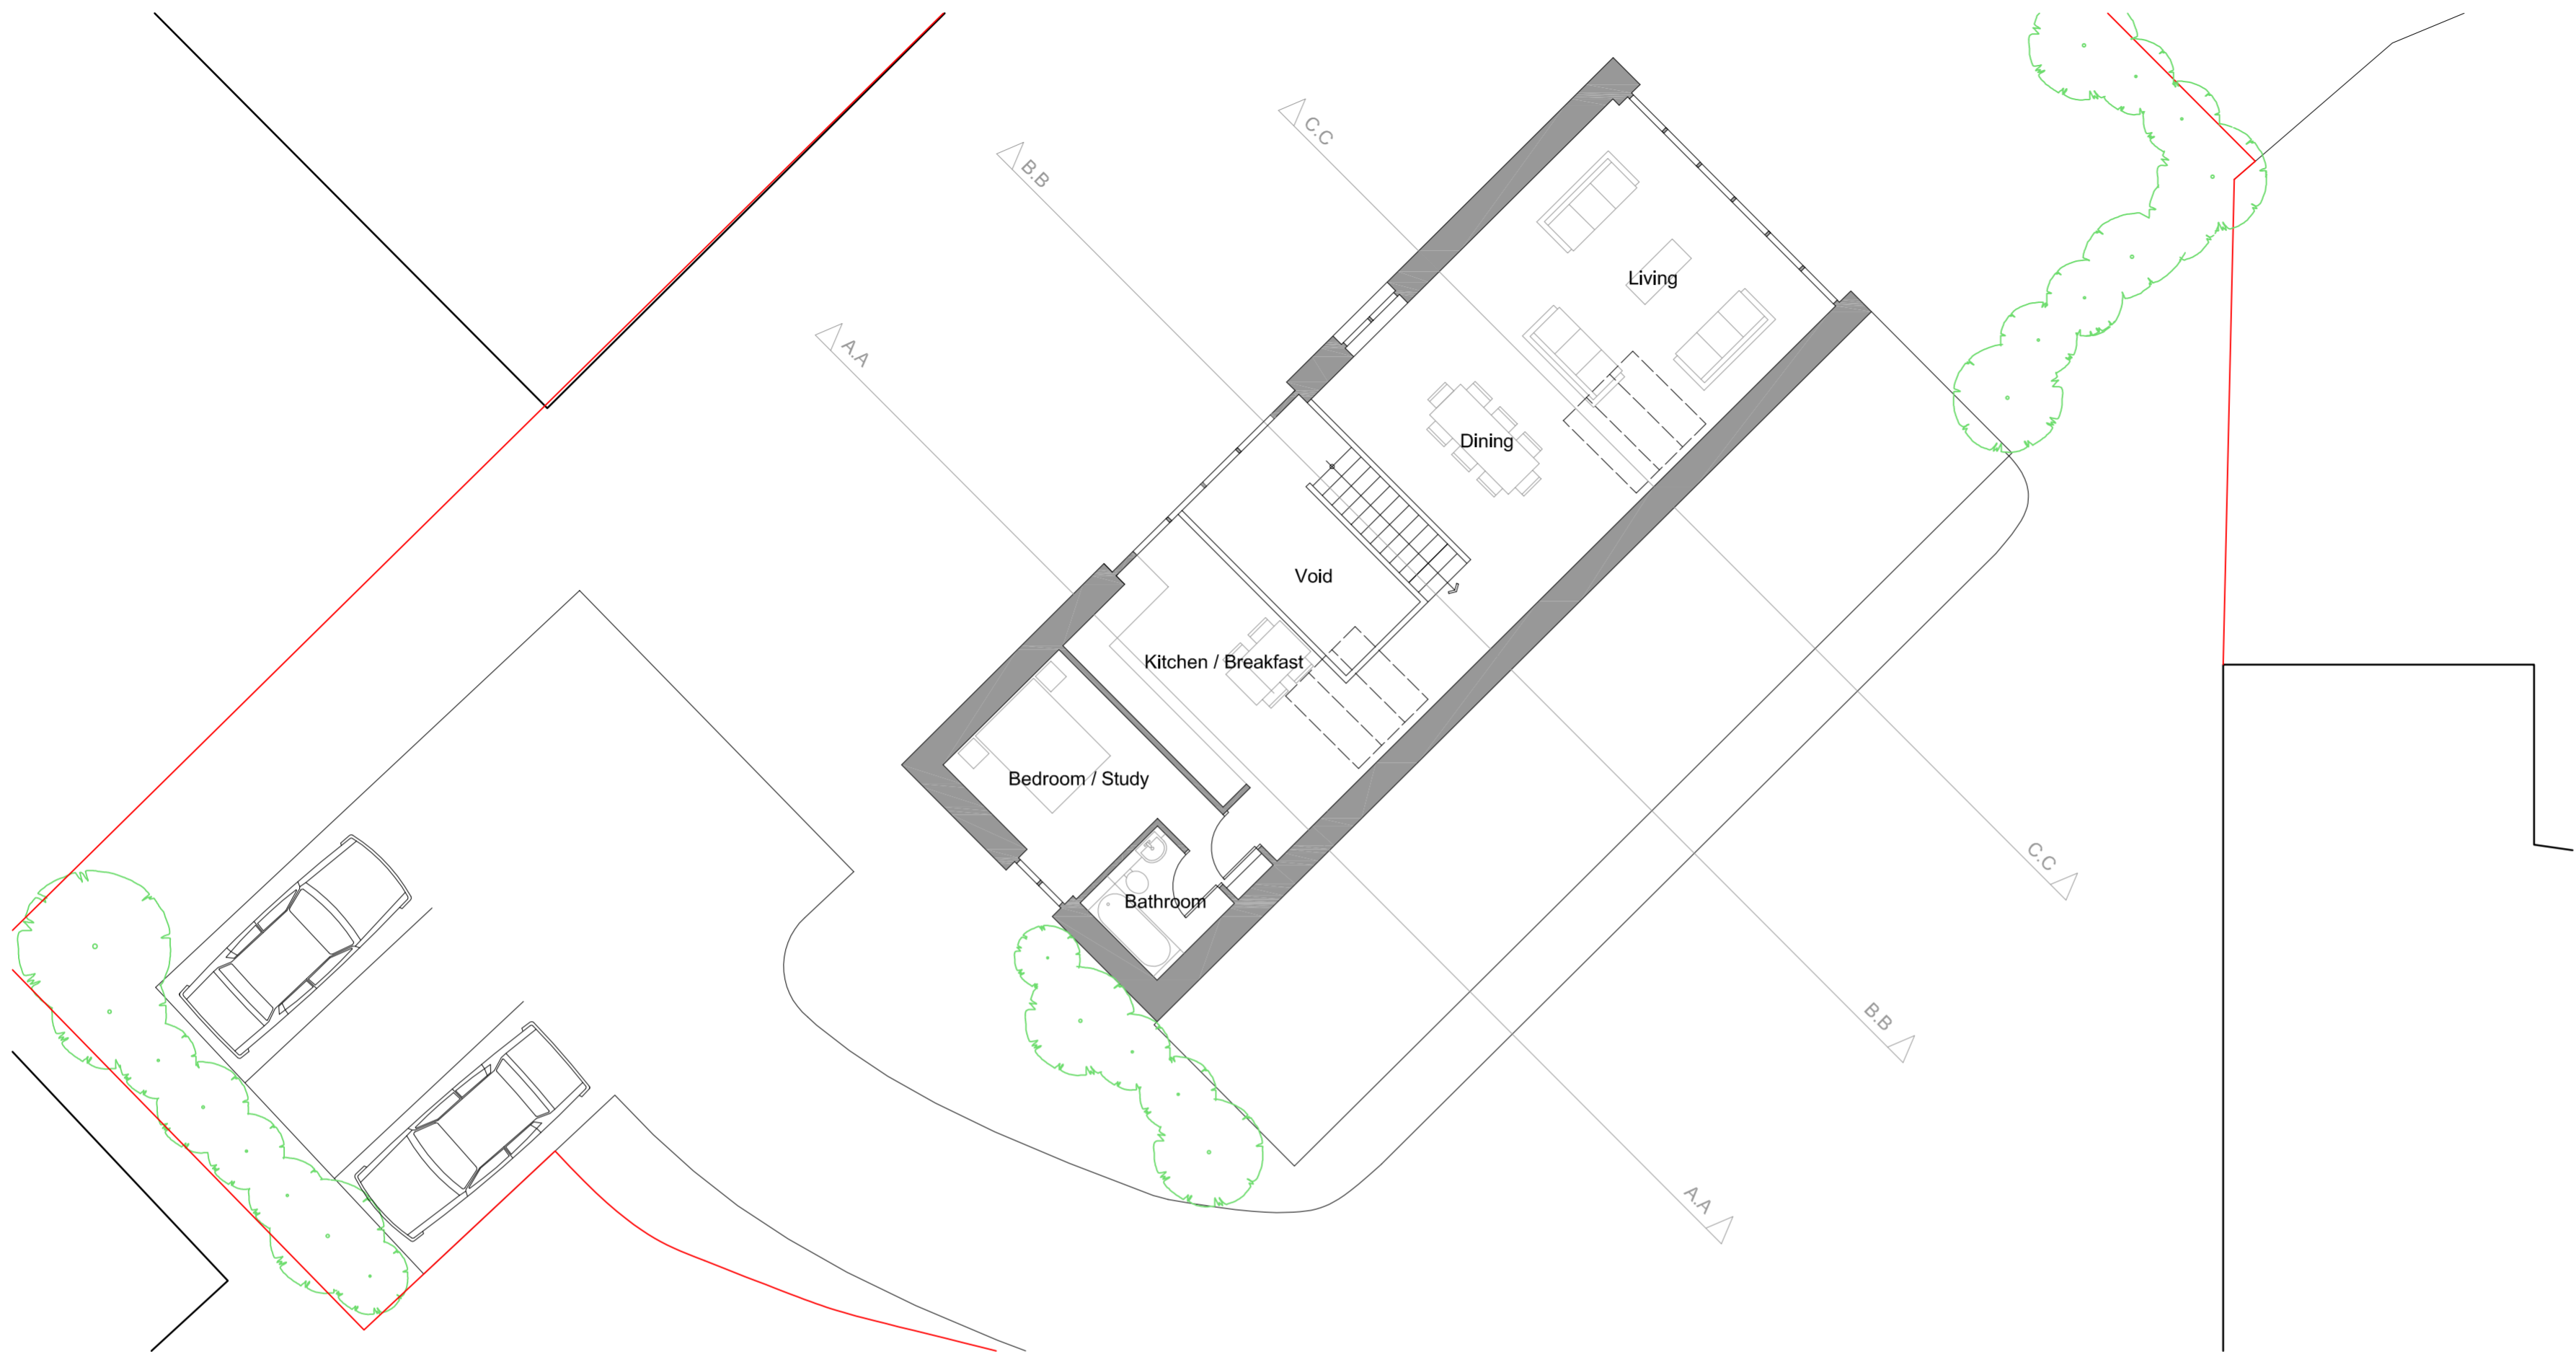 C.C
B.B
A.A
Living
Dining
Void
Kitchen / Breakfast
Bedroom / Study
Bathroom
C.C
B.B
A.A